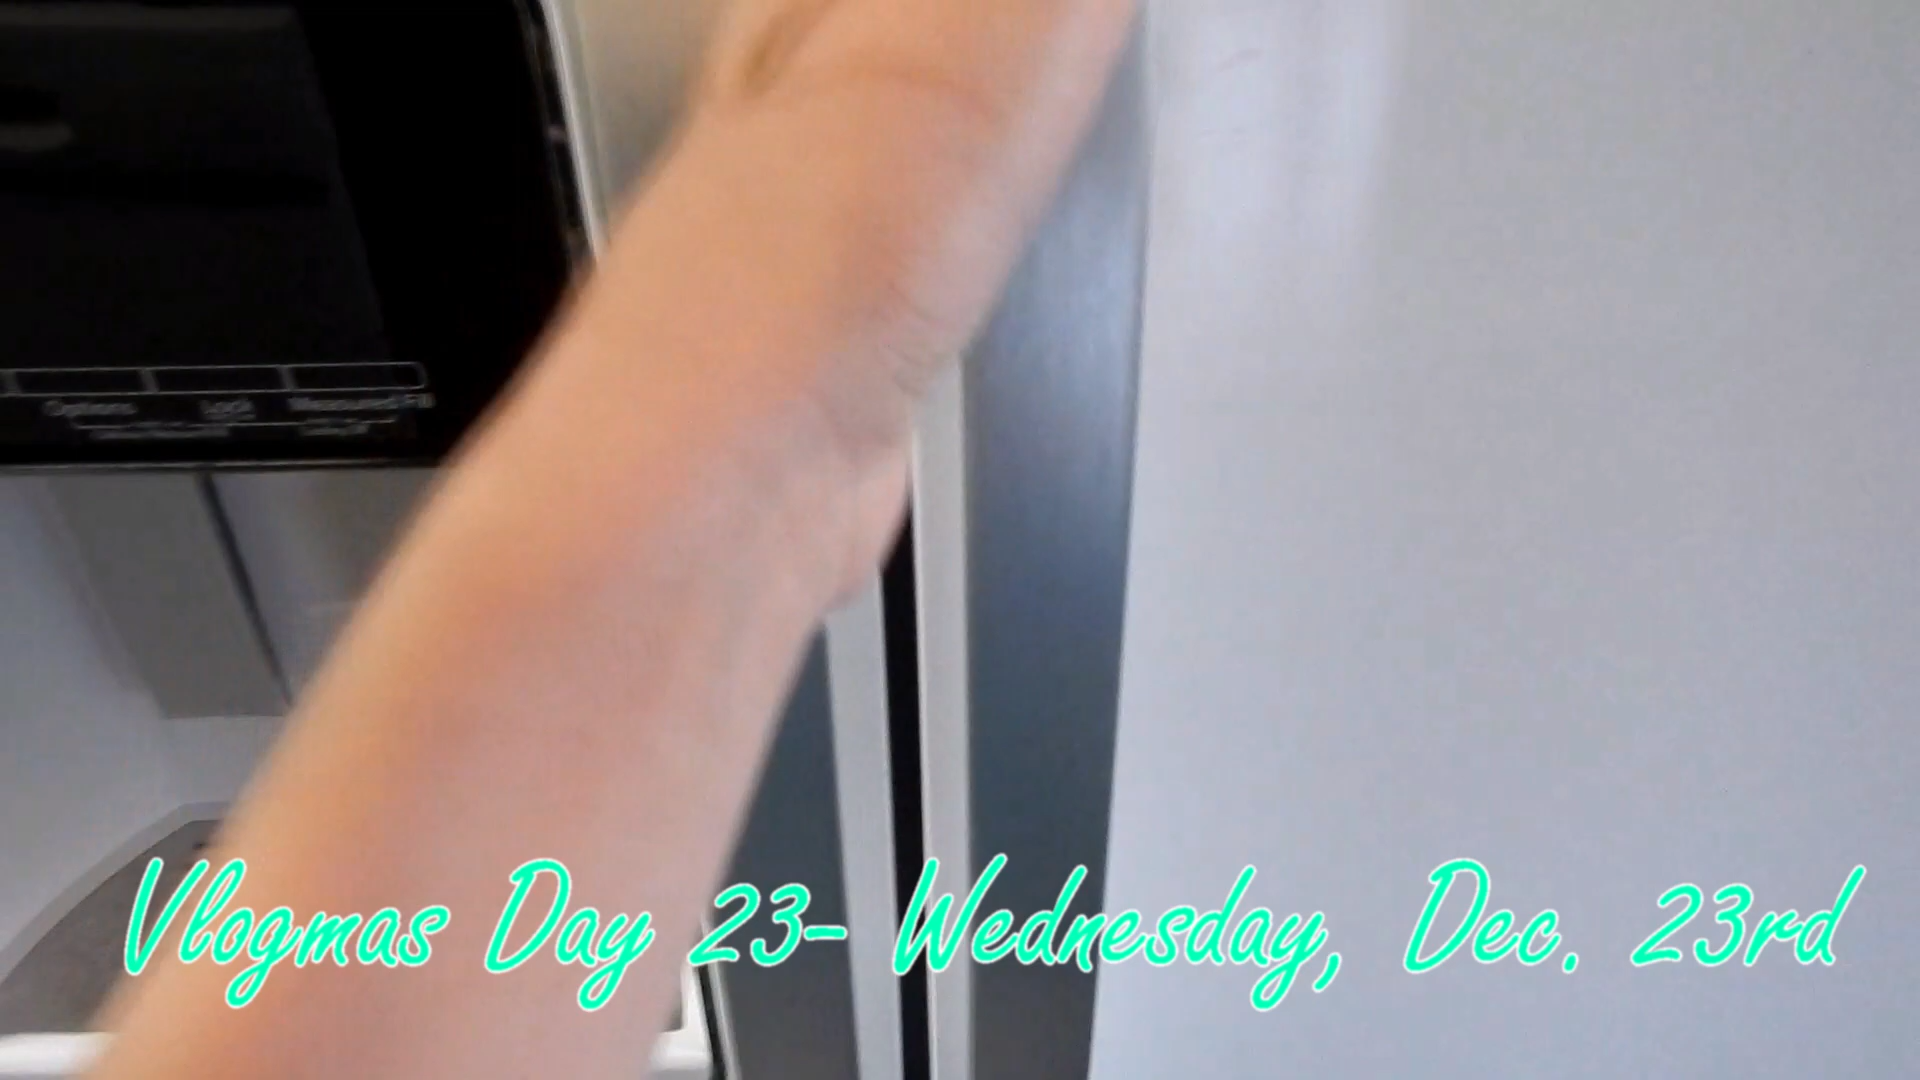 Options Lock Measured Fill
Vlogmas Day 23- Wednesday, Dec. 23rd